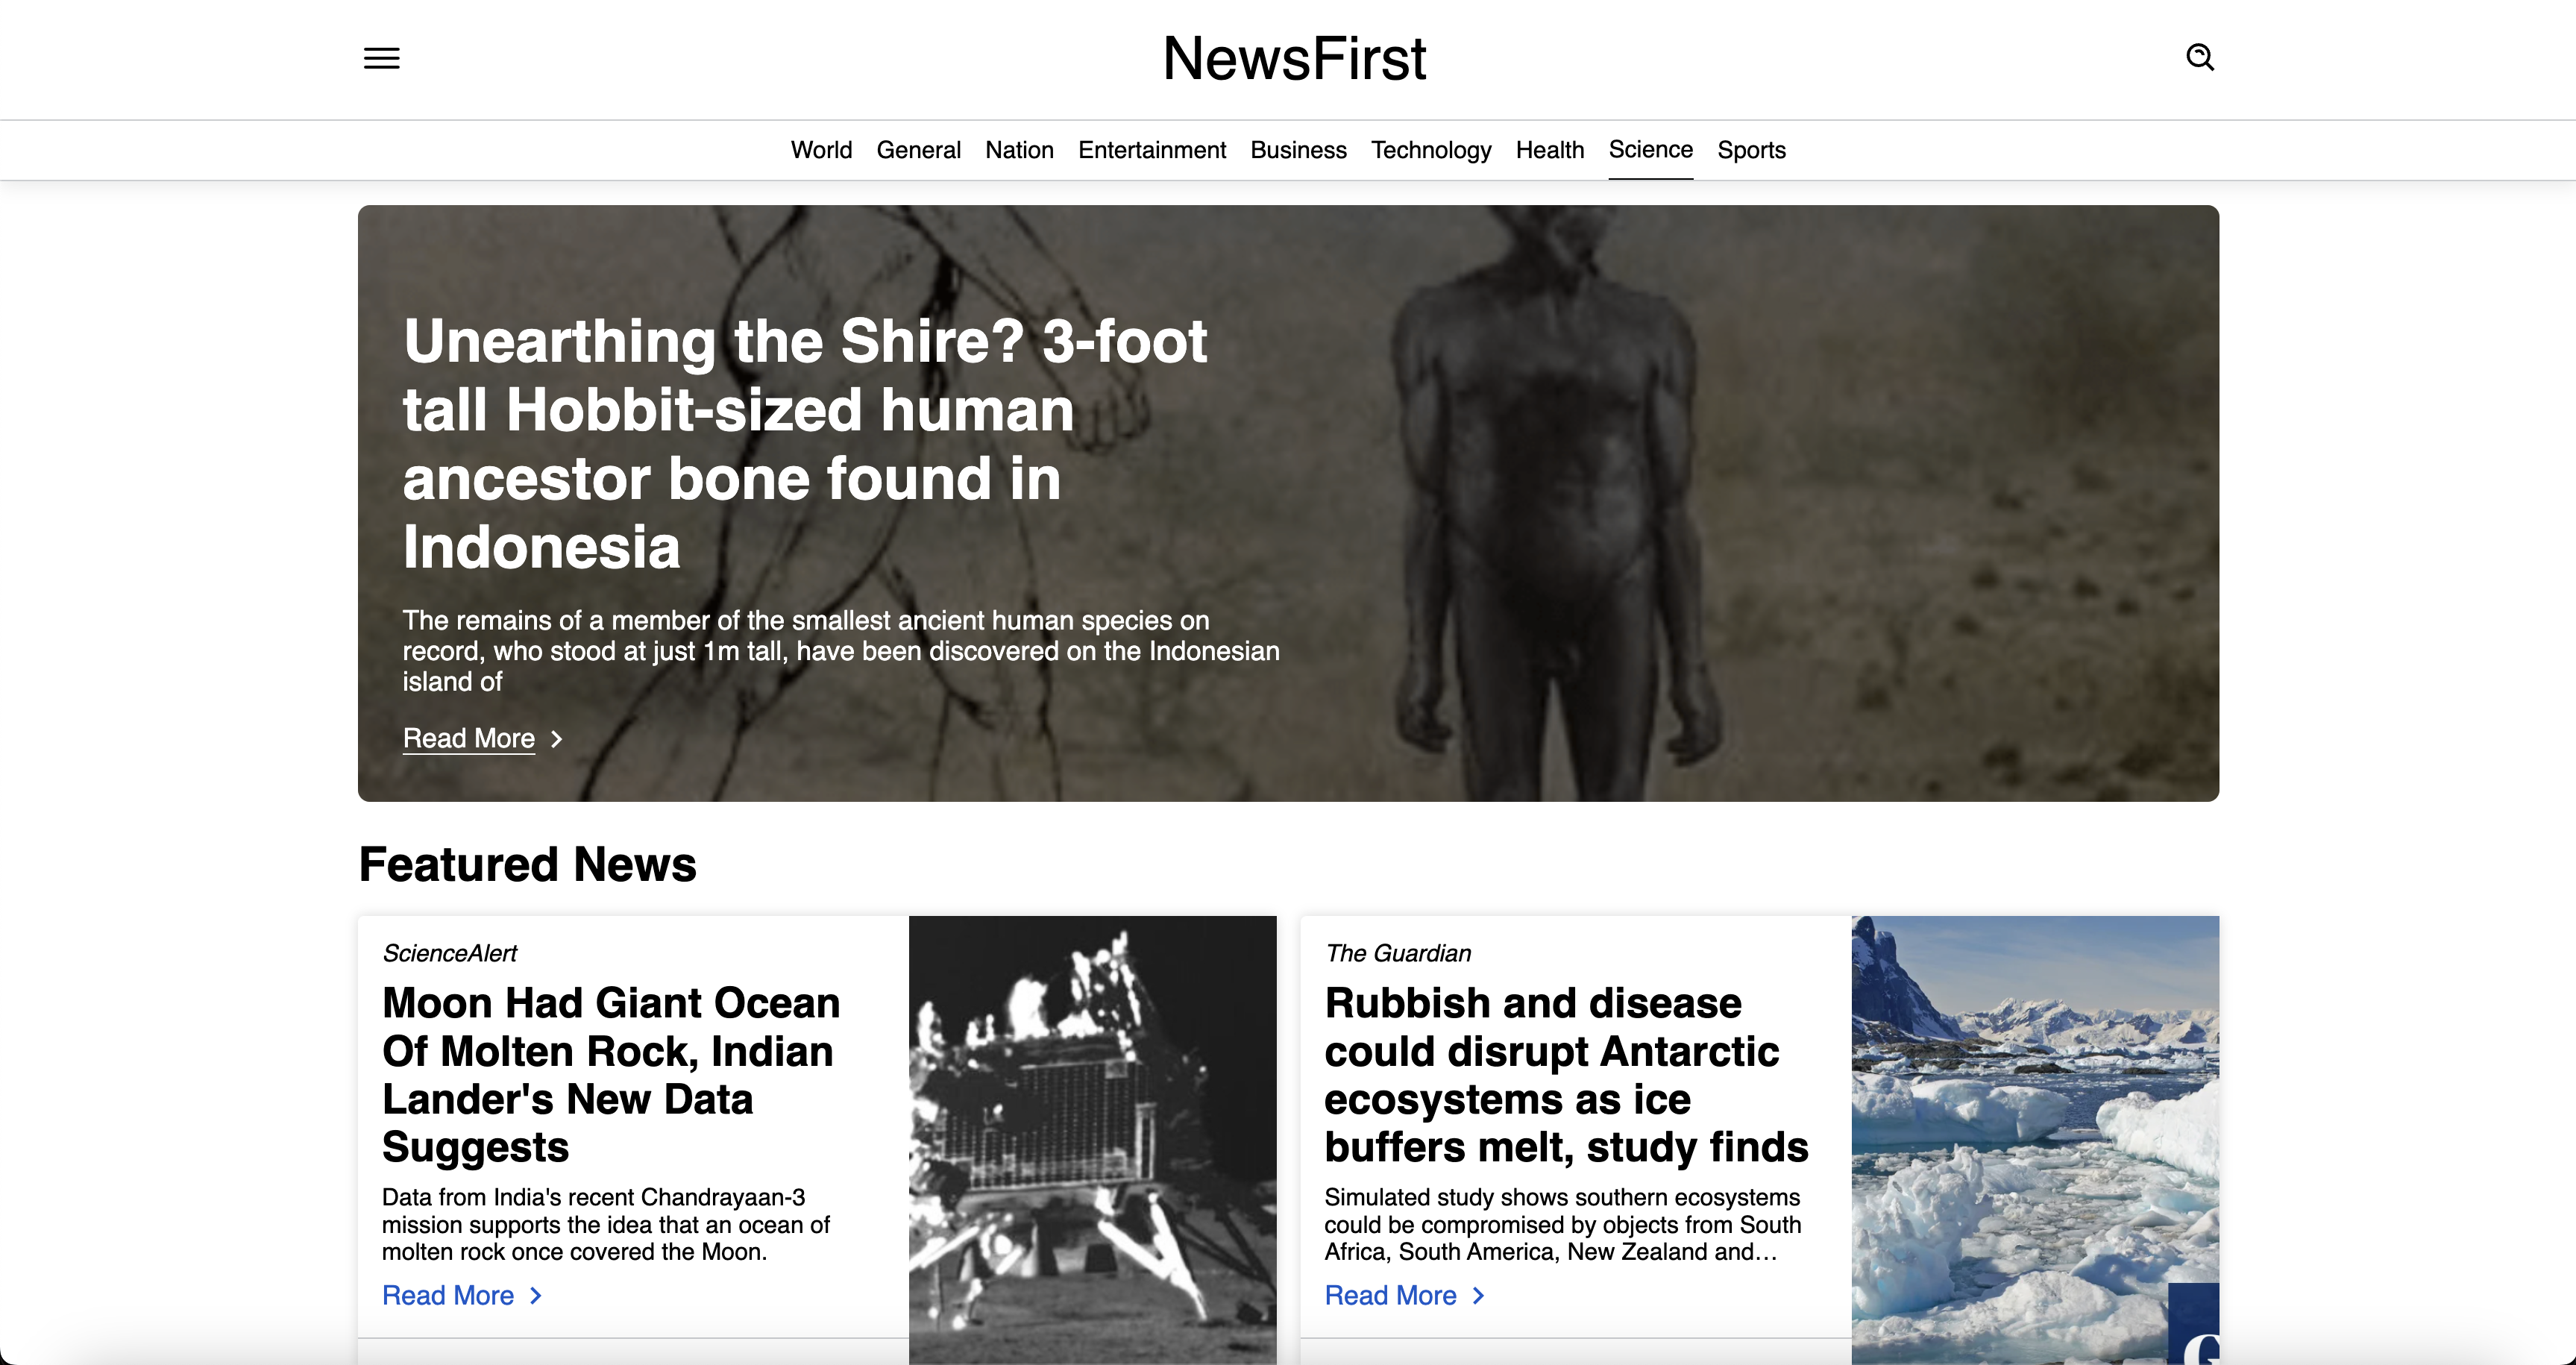 NewsFirst
World General Nation Entertainment Business Technology Health Science Sports
Unearthing the Shire? 3-foot
tall Hobbit-sized human
ancestor bone found in
Indonesia
The remains of a member of the smallest ancient human species on
record, who stood at just 1m tall, have been discovered on the Indonesian
island of
Read More
Featured News
ScienceAlert
Moon Had Giant Ocean
Of Molten Rock, Indian
Lander's New Data
Suggests
Data from India's recent Chandrayaan-3
mission supports the idea that an ocean of
molten rock once covered the Moon.
Read More
The Guardian
Rubbish and disease
could disrupt Antarctic
ecosystems as ice
buffers melt, study finds
Simulated study shows southern ecosystems
could be compromised by objects from South
Africa, South America, New Zealand and…
Read More